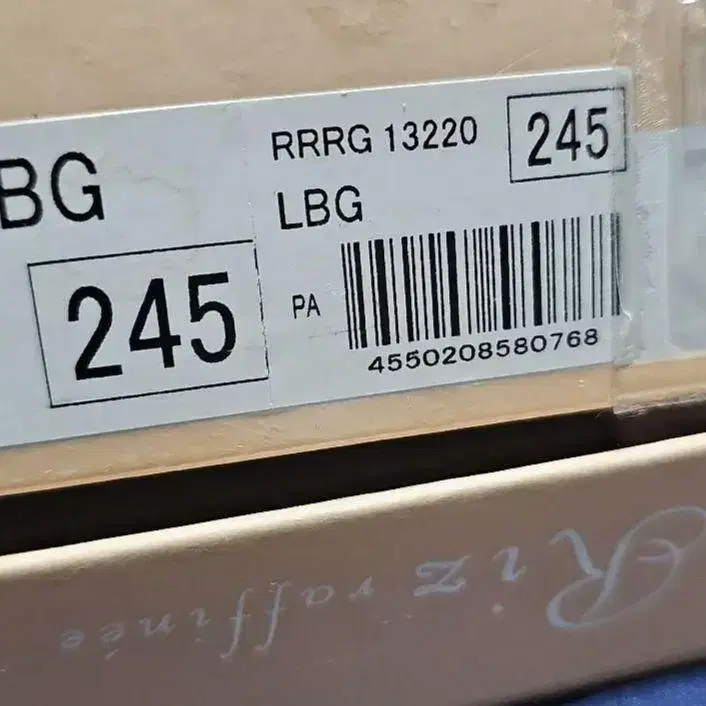 BG
245
RRRG 13220
245
LBG
PA
4550208580768
Riz raffinée